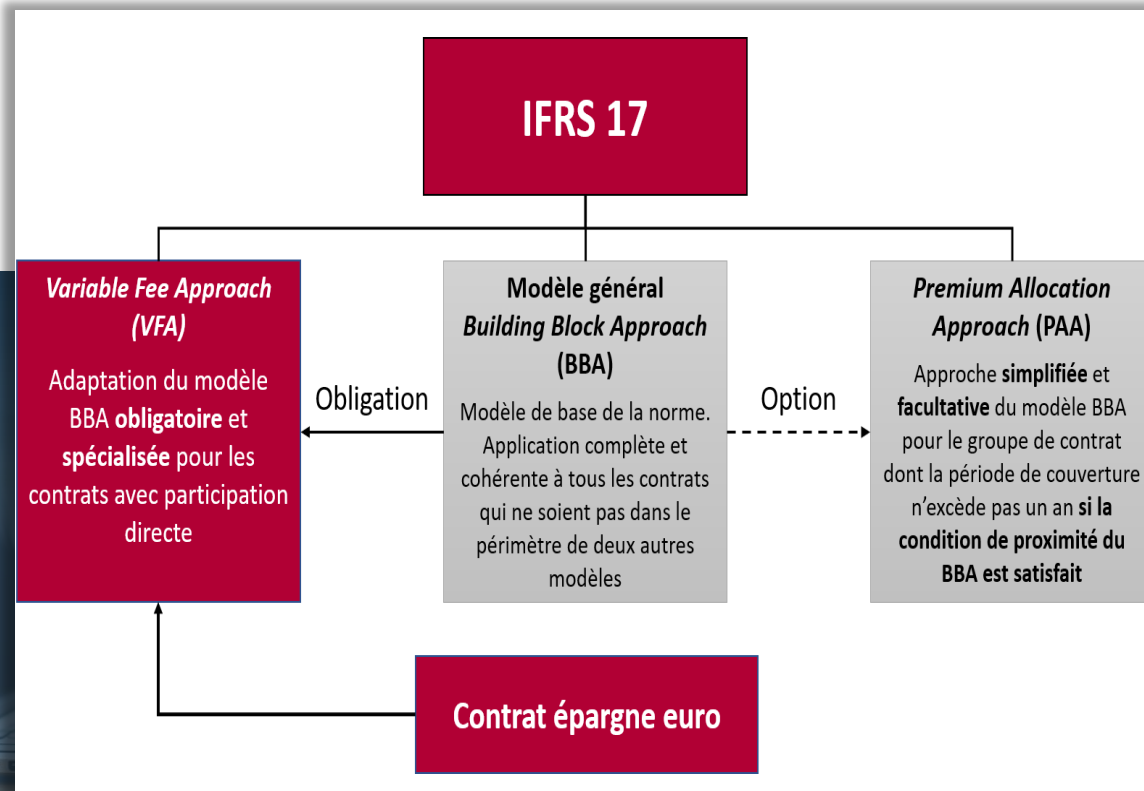 IFRS 17
Variable Fee Approach
(VFA)
Adaptation du modèle
BBA obligatoire et
spécialisée pour les
contrats avec participation
directe
Obligation
Modèle général
Building Block Approach
(BBA)
Modèle de base de la norme.
Application complète et
cohérente à tous les contrats
qui ne soient pas dans le
périmètre de deux autres
modèles
Option
Premium Allocation
Approach (PAA)
Approche simplifiée et
facultative du modèle BBA
pour le groupe de contrat
dont la période de couverture
n'excède pas un an si la
condition de proximité du
BBA est satisfait
Contrat épargne euro